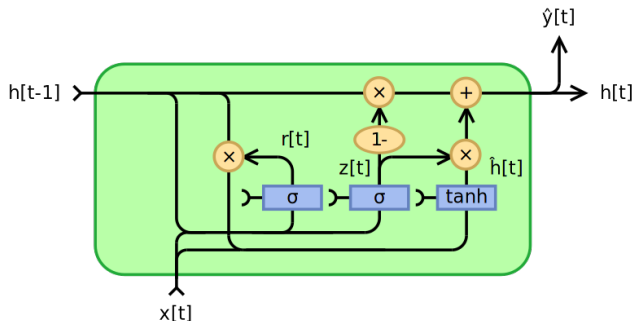 ŷ[t]
h[t-1]
×
+
h[t]
r[t]
1-
×
z[t]
×
ĥ[t]
σ
σ
tanh
x[t]